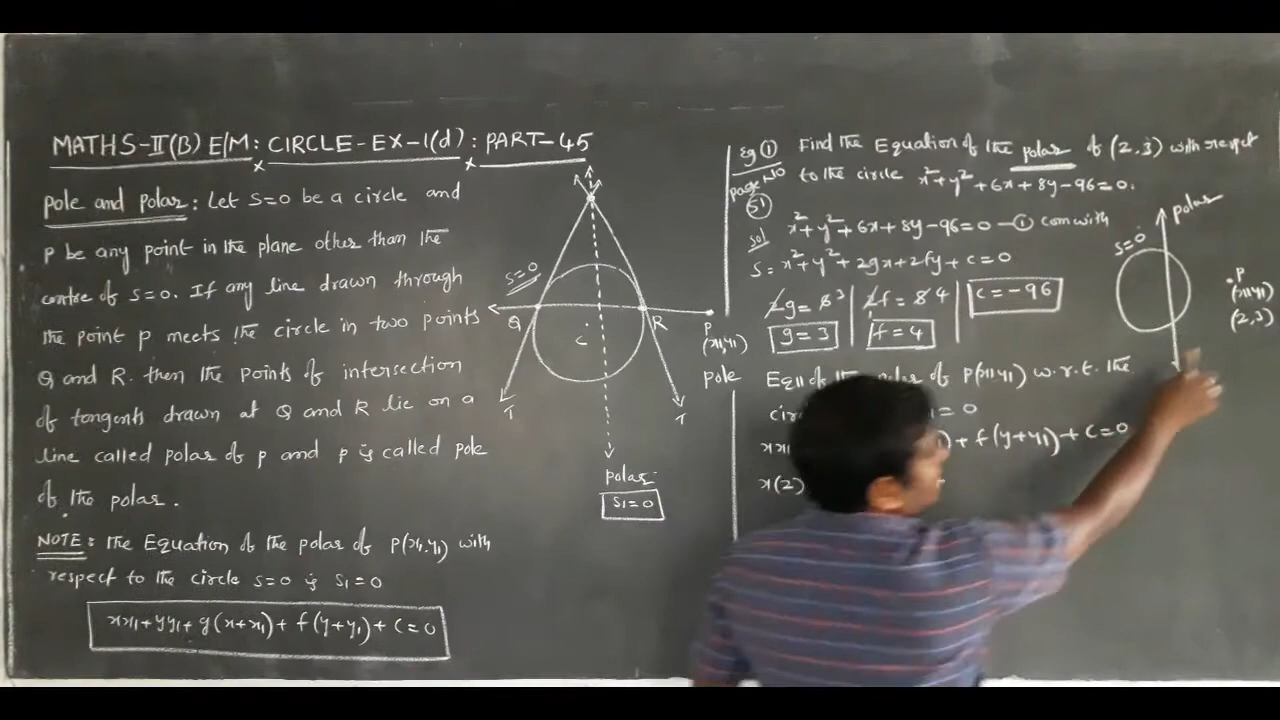 MATHS-II(B) E/M: CIRCLE-EX-1(d): PART-45
Pole and polar: Let S=0 be a circle and
P be any point in the plane other than the
centre of S=0. If any line drawn through
the point P meets the circle in two points
Q and R. then the points of intersection
of tangents drawn at Q and R lie on a
line called polar of P and P is called pole
of the polar.
NOTE: The Equation of the polar of P(x₁,y₁) with
respect to the circle S=0 is S₁=0
xx₁+yy₁+g(x+x₁)+f(y+y₁)+c=0
S=0
Q
R
C
P
(x₁,y₁)
pole
T
T
polar
S₁=0
Eg ① Find the Equation of the polar of (2,3) with respect
Page No to the circle x²+y²+6x+8y-96=0.
51
Sol x²+y²+6x+8y-96=0 -① com with
S=x²+y²+2gx+2fy+c=0
2g=6 3 | 2f=8 4 | c=-96
g=3 | f=4
Eqn of the polar of P(x₁,y₁) w.r.t. the
=0
+f(y+y₁)+c=0
x(2)
polar
S=0
P
(x₁,y₁)
(2,3)